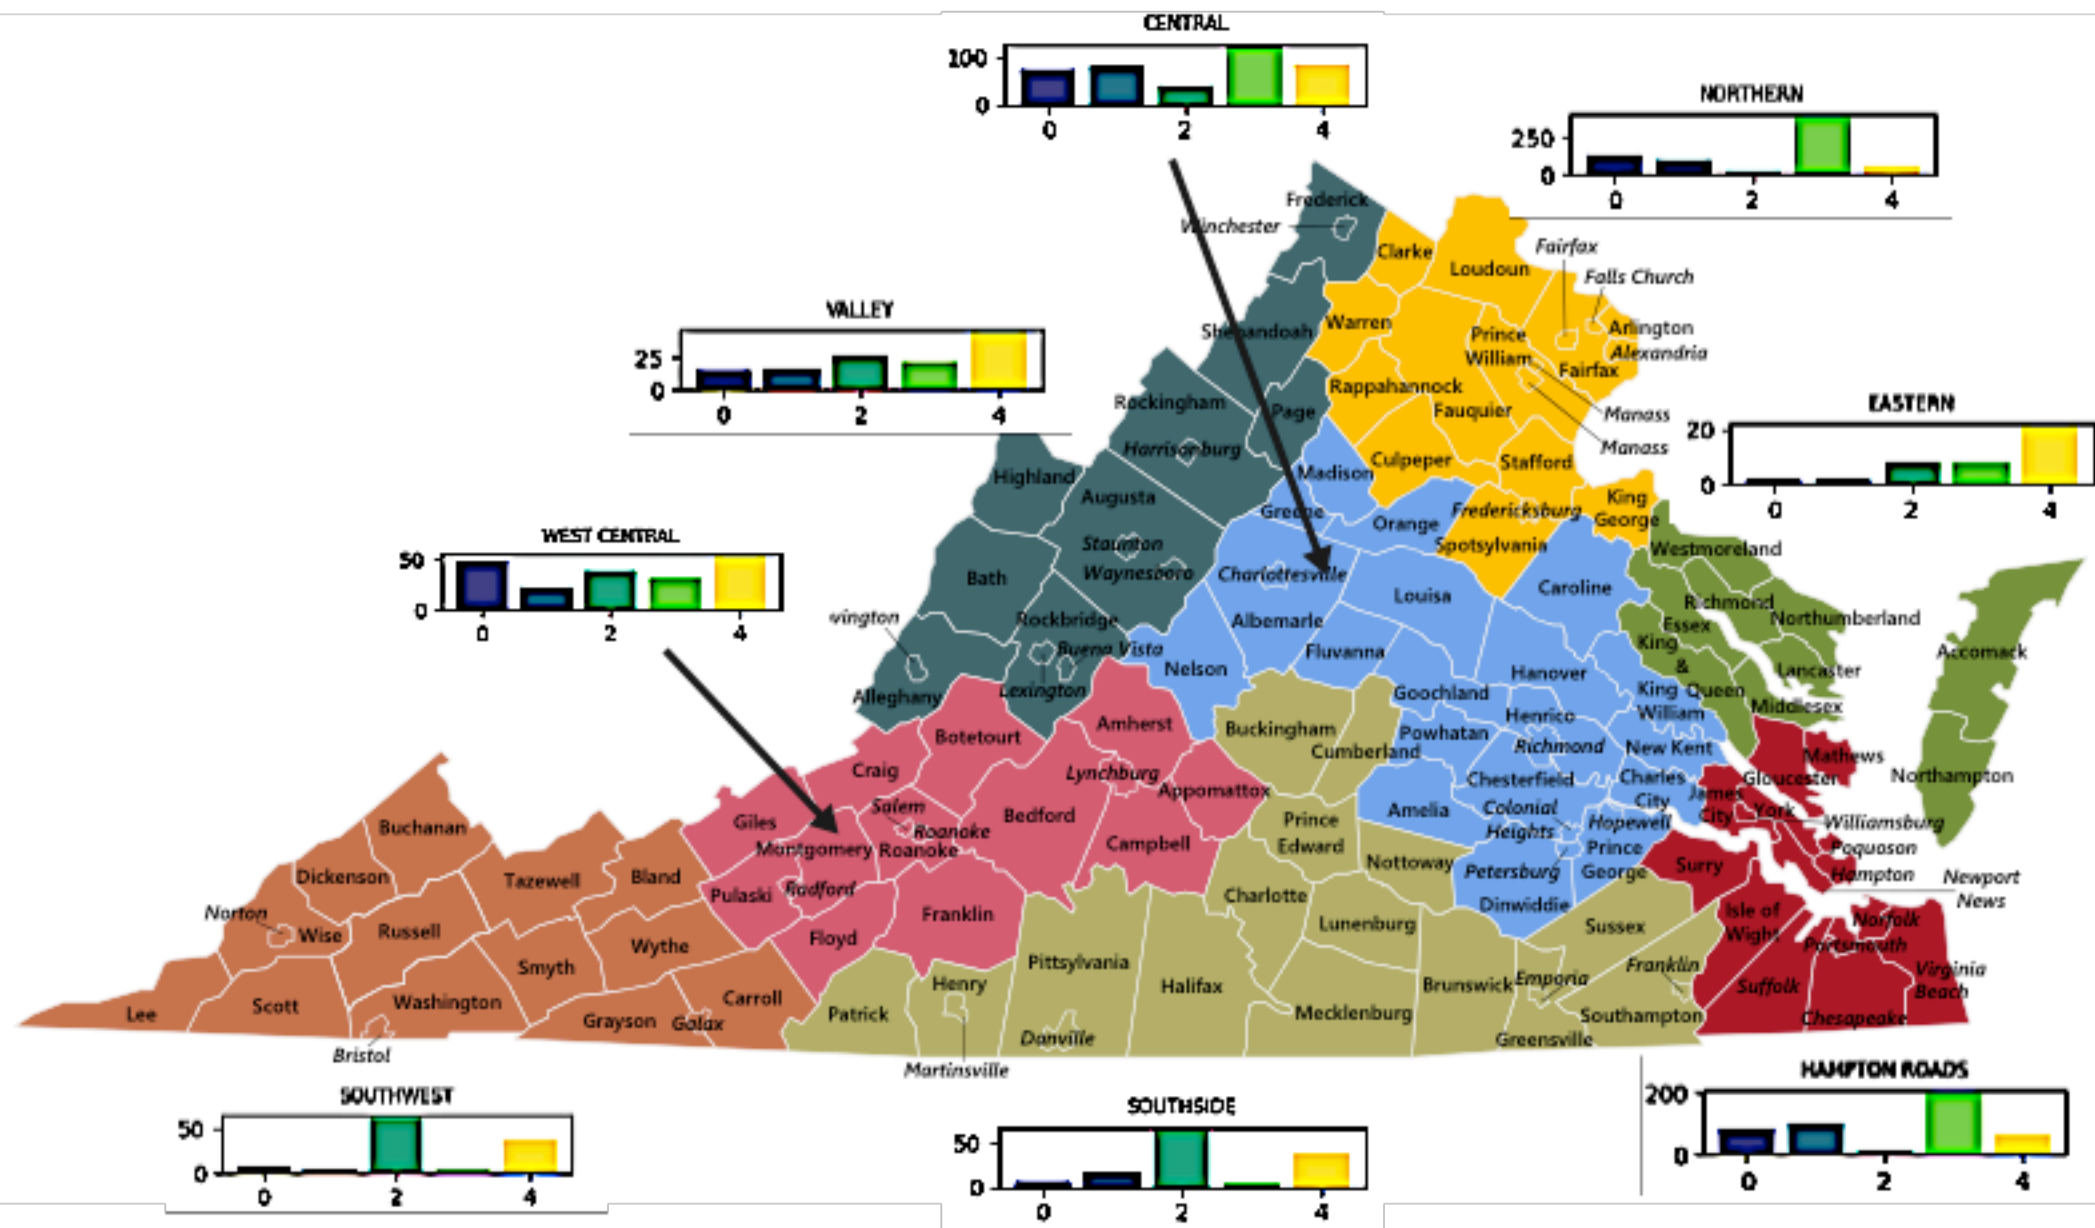 CENTRAL
100
0
0 2 4
NORTHERN
250
0
0 2 4
VALLEY
25
0
0 2 4
EASTERN
20
0
0 2 4
WEST CENTRAL
50
0
0 2 4
Frederick
Winchester
Clarke
Loudoun
Fairfax
Falls Church
Shenandoah
Warren
Prince
William
Arlington
Alexandria
Fairfax
Rappahannock
Fauquier
Manass
Manass
Rockingham
Page
Harrisonburg
Madison
Culpeper
Stafford
Highland
Augusta
Greene
Orange
Fredericksburg
King
George
Spotsylvania
Staunton
Waynesboro
Bath
Charlottesville
Louisa
Caroline
Westmoreland
Richmond
Northumberland
Essex
vington
Rockbridge
Albemarle
Buena Vista
Fluvanna
Nelson
Hanover
King
&
Queen
Lancaster
Accomack
Alleghany
Lexington
Goochland
King
William
Middlesex
Henrico
Amherst
Buckingham
Cumberland
Powhatan
Richmond
New Kent
Mathews
Botetourt
Craig
Lynchburg
Appomattox
Chesterfield
Charles
City
Gloucester
Northampton
James
City
York
Williamsburg
Poquoson
Hampton
Newport
News
Salem
Roanoke
Roanoke
Bedford
Campbell
Giles
Montgomery
Pulaski
Radford
Prince
Edward
Amelia
Colonial
Heights
Hopewell
Prince
George
Surry
Nottoway
Petersburg
Dinwiddie
Buchanan
Dickenson
Tazewell
Bland
Norton
Wise
Russell
Wythe
Smyth
Floyd
Franklin
Charlotte
Lunenburg
Sussex
Isle of
Wight
Norfolk
Portsmouth
Virginia
Beach
Suffolk
Chesapeake
Lee
Scott
Washington
Bristol
Grayson
Galax
Carroll
Patrick
Henry
Martinsville
Pittsylvania
Danville
Halifax
Mecklenburg
Brunswick
Emporia
Greensville
Franklin
Southampton
SOUTHWEST
50
0
0 2 4
SOUTHSIDE
50
0
0 2 4
HAMPTON ROADS
200
0
0 2 4